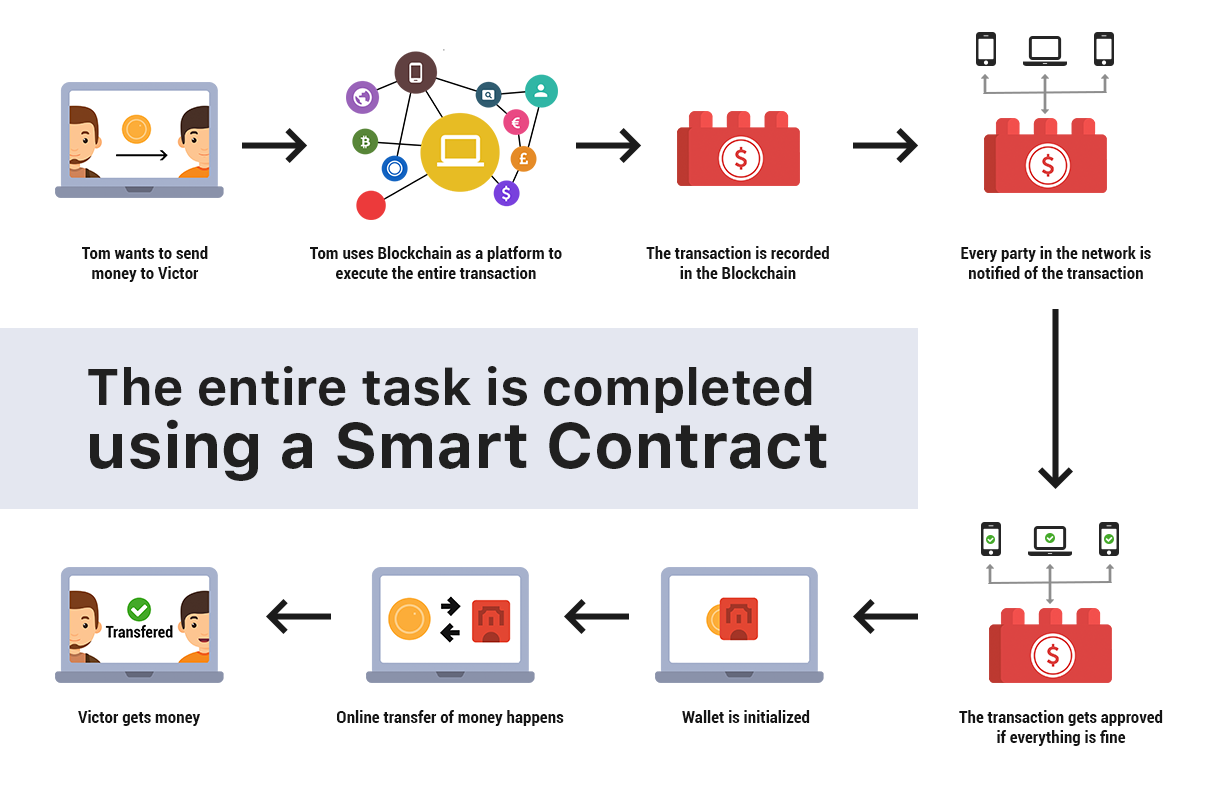 Tom wants to send
money to Victor
Tom uses Blockchain as a platform to
execute the entire transaction
The transaction is recorded
in the Blockchain
Every party in the network is
notified of the transaction
The entire task is completed
using a Smart Contract
Transfered
Victor gets money
Online transfer of money happens
Wallet is initialized
The transaction gets approved
if everything is fine